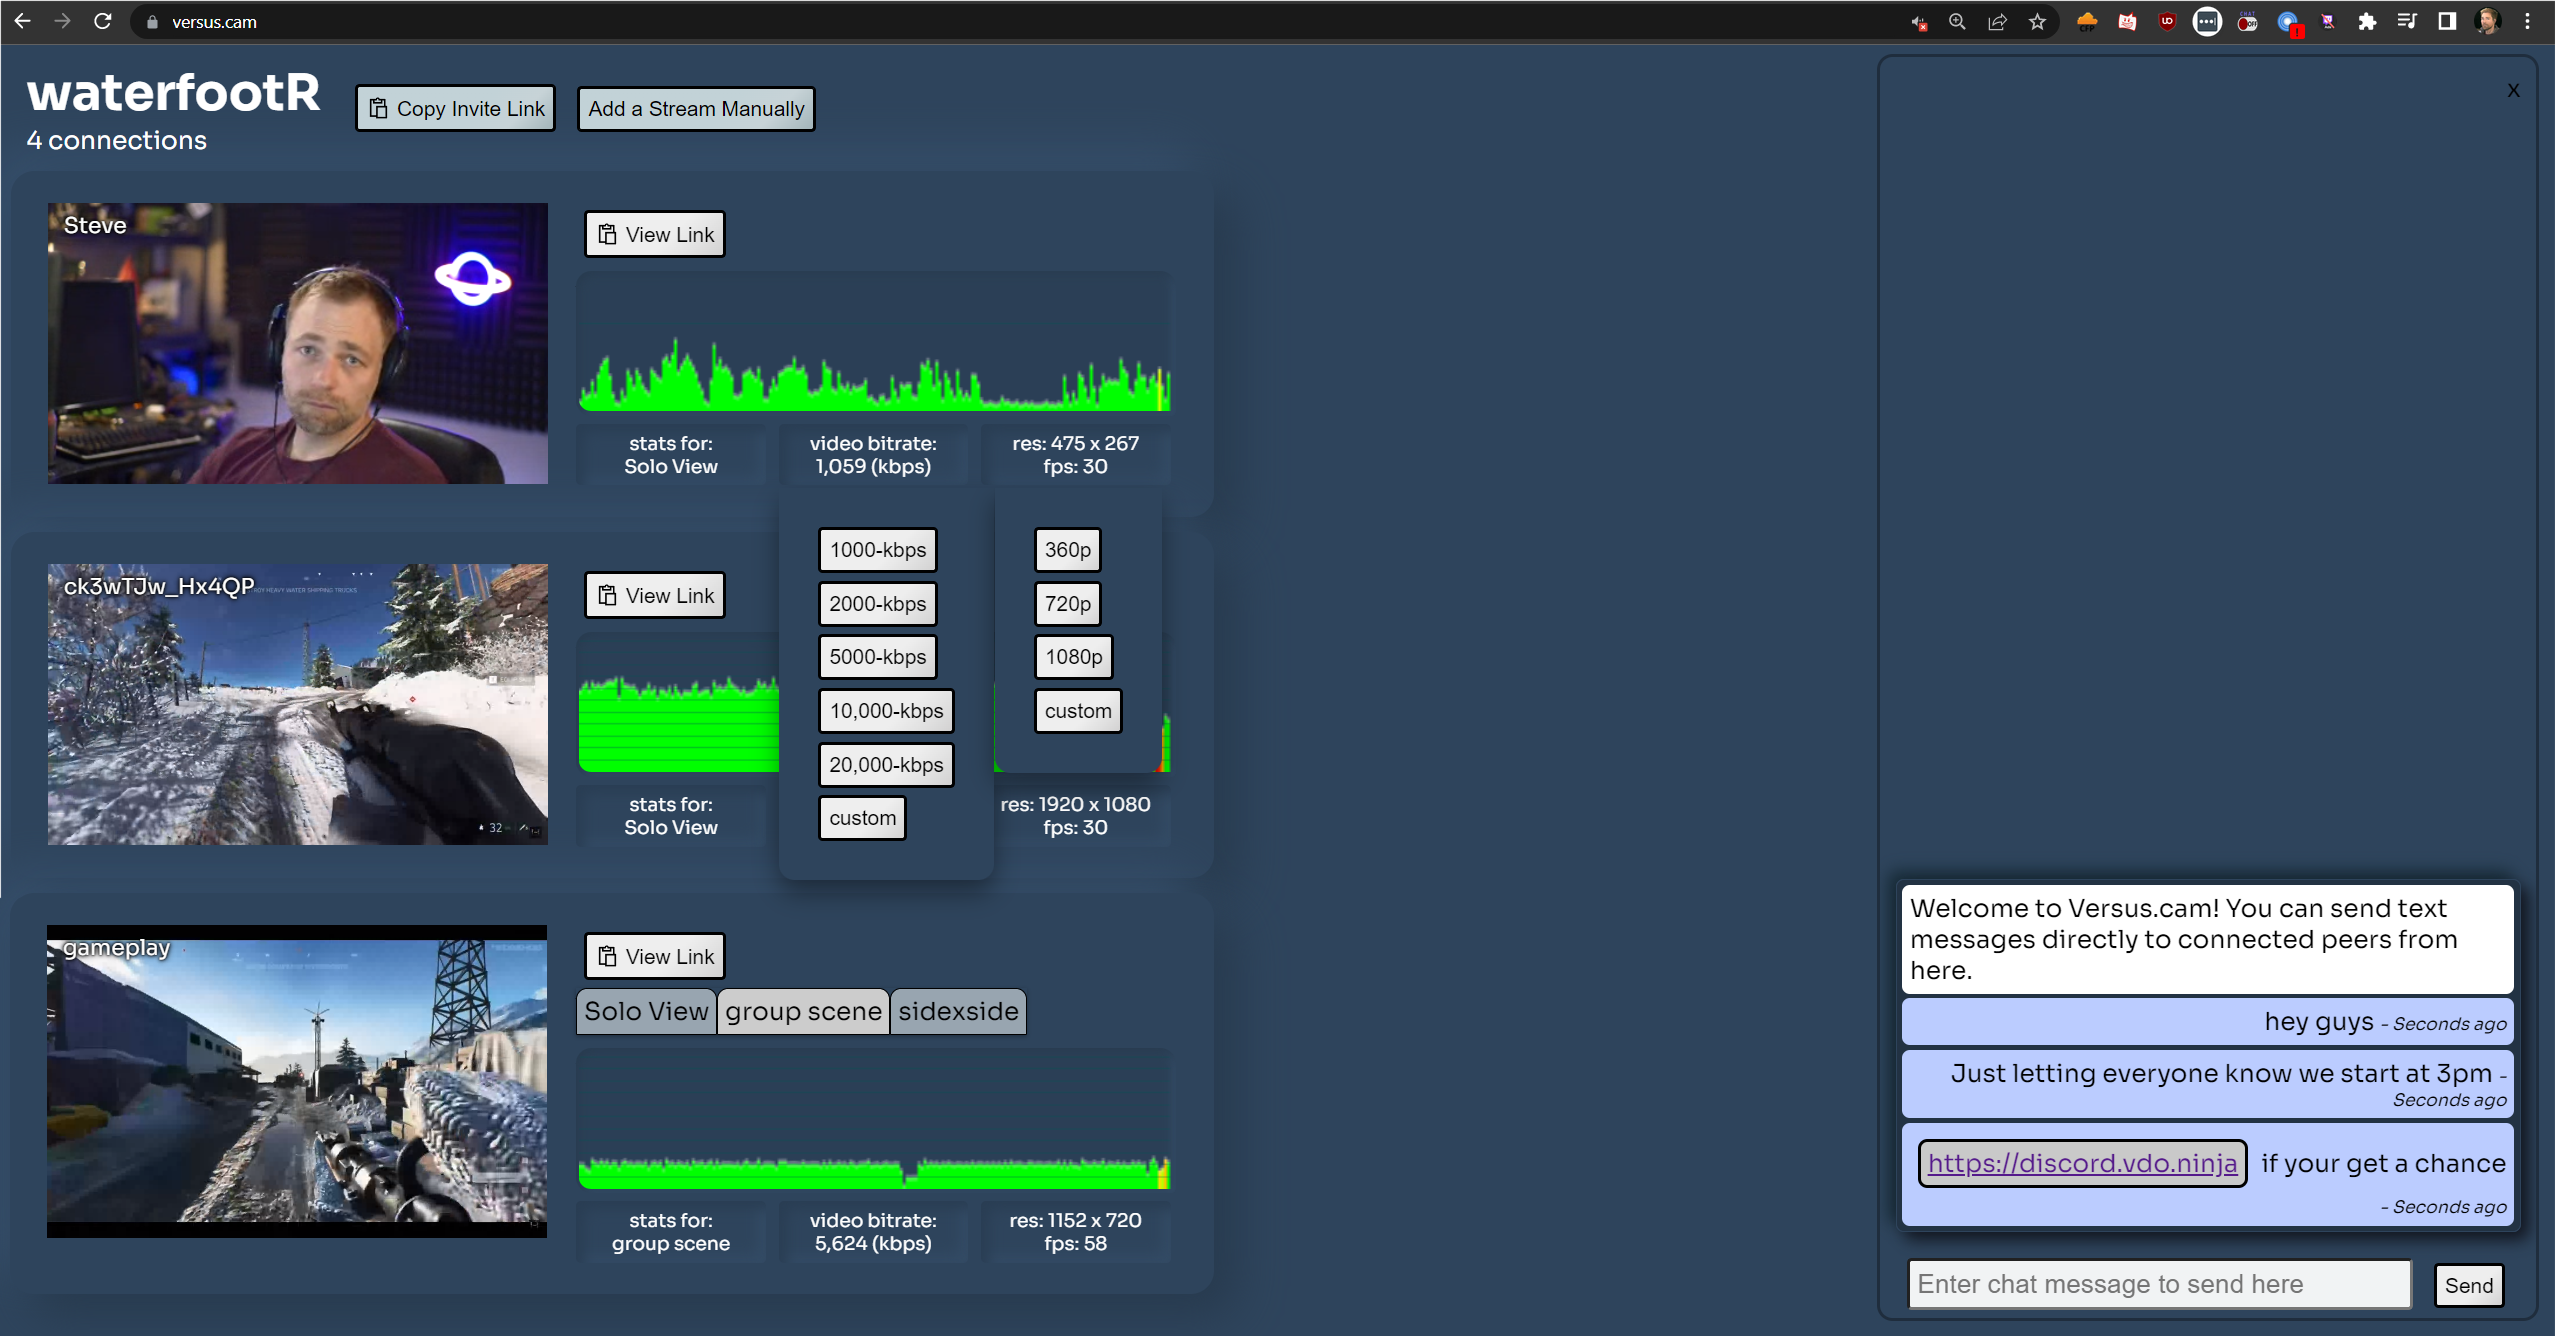 versus.cam
waterfootR
4 connections
Copy Invite Link
Add a Stream Manually
x
Steve
View Link
stats for:
Solo View
video bitrate:
1,059 (kbps)
res: 475 x 267
fps: 30
1000-kbps
2000-kbps
5000-kbps
10,000-kbps
20,000-kbps
custom
360p
720p
1080p
custom
ck3wTJw_Hx4QP
HEAVY WATER SHIPPING TRUCKS
32
View Link
stats for:
Solo View
res: 1920 x 1080
fps: 30
gameplay
View Link
Solo View
group scene
sidexside
stats for:
group scene
video bitrate:
5,624 (kbps)
res: 1152 x 720
fps: 58
Welcome to Versus.cam! You can send text
messages directly to connected peers from
here.
hey guys - Seconds ago
Just letting everyone know we start at 3pm -
Seconds ago
https://discord.vdo.ninja if your get a chance
- Seconds ago
Enter chat message to send here
Send